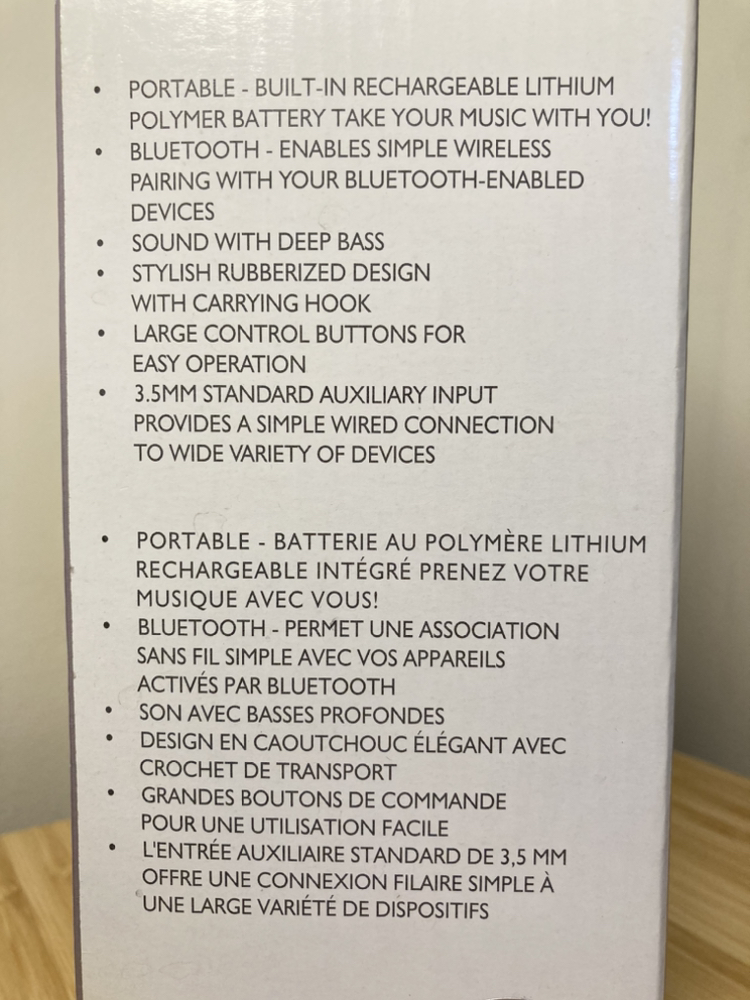 • PORTABLE - BUILT-IN RECHARGEABLE LITHIUM
POLYMER BATTERY TAKE YOUR MUSIC WITH YOU!
• BLUETOOTH - ENABLES SIMPLE WIRELESS
PAIRING WITH YOUR BLUETOOTH-ENABLED
DEVICES
• SOUND WITH DEEP BASS
• STYLISH RUBBERIZED DESIGN
WITH CARRYING HOOK
• LARGE CONTROL BUTTONS FOR
EASY OPERATION
• 3.5MM STANDARD AUXILIARY INPUT
PROVIDES A SIMPLE WIRED CONNECTION
TO WIDE VARIETY OF DEVICES
• PORTABLE - BATTERIE AU POLYMÈRE LITHIUM
RECHARGEABLE INTÉGRÉ PRENEZ VOTRE
MUSIQUE AVEC VOUS!
• BLUETOOTH - PERMET UNE ASSOCIATION
SANS FIL SIMPLE AVEC VOS APPAREILS
ACTIVÉS PAR BLUETOOTH
• SON AVEC BASSES PROFONDES
• DESIGN EN CAOUTCHOUC ÉLÉGANT AVEC
CROCHET DE TRANSPORT
• GRANDES BOUTONS DE COMMANDE
POUR UNE UTILISATION FACILE
• L'ENTRÉE AUXILIAIRE STANDARD DE 3,5 MM
OFFRE UNE CONNEXION FILAIRE SIMPLE À
UNE LARGE VARIÉTÉ DE DISPOSITIFS